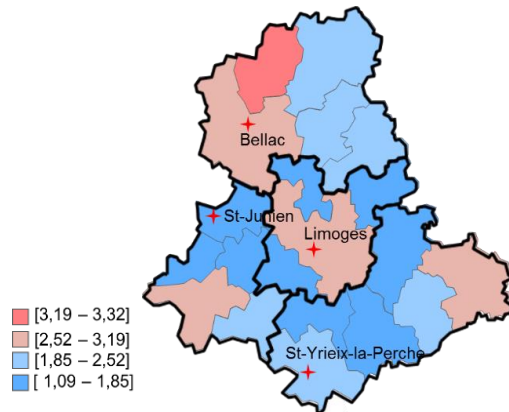 Bellac
St-Junien
Limoges
St-Yrieix-la-Perche
[3,19 – 3,32]
[2,52 – 3,19]
[1,85 – 2,52]
[ 1,09 – 1,85]